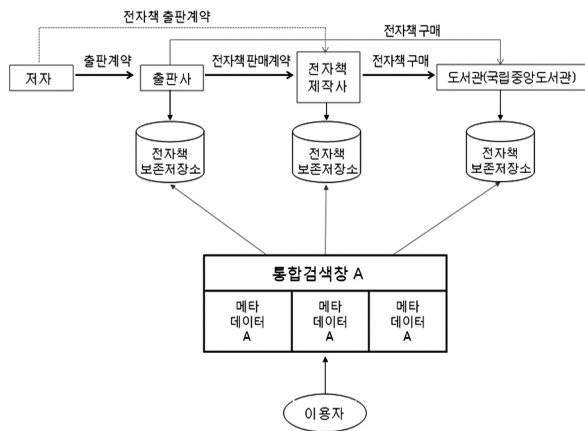 전자책 출판계약
전자책 구매
저자
출판계약
출판사
전자책 판매계약
전자책
제작사
전자책 구매
도서관(국립중앙도서관)
전자책
보존저장소
전자책
보존저장소
전자책
보존저장소
통합검색창 A
메타
데이터
A
메타
데이터
A
메타
데이터
A
이용자